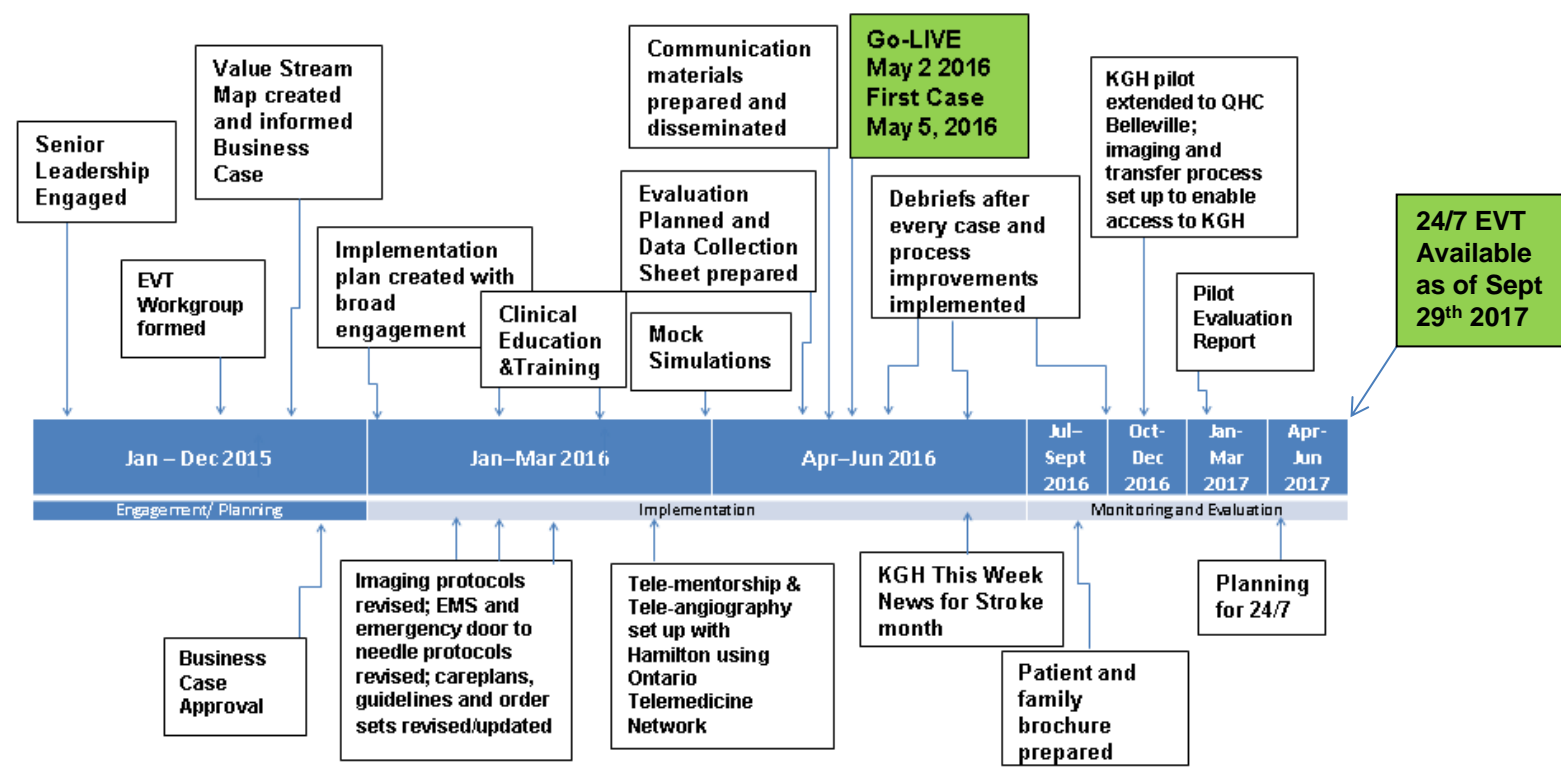 Senior
Leadership
Engaged
Value Stream
Map created
and informed
Business
Case
EVT
Workgroup
formed
Implementation
plan created with
broad
engagement
Clinical
Education
&Training
Communication
materials
prepared and
disseminated
Evaluation
Planned and
Data Collection
Sheet prepared
Mock
Simulations
Go-LIVE
May 2 2016
First Case
May 5, 2016
Debriefs after
every case and
process
improvements
implemented
KGH pilot
extended to QHC
Belleville;
imaging and
transfer process
set up to enable
access to KGH
Pilot
Evaluation
Report
24/7 EVT
Available
as of Sept
29th 2017
Jan – Dec 2015
Jan–Mar 2016
Apr–Jun 2016
Jul–
Sept
2016
Oct-
Dec
2016
Jan-
Mar
2017
Apr-
Jun
2017
Engagement/ Planning
Implementation
Monitoring and Evaluation
Business
Case
Approval
Imaging protocols
revised; EMS and
emergency door to
needle protocols
revised; careplans,
guidelines and order
sets revised/updated
Tele-mentorship &
Tele-angiography
set up with
Hamilton using
Ontario
Telemedicine
Network
KGH This Week
News for Stroke
month
Patient and
family
brochure
prepared
Planning
for 24/7